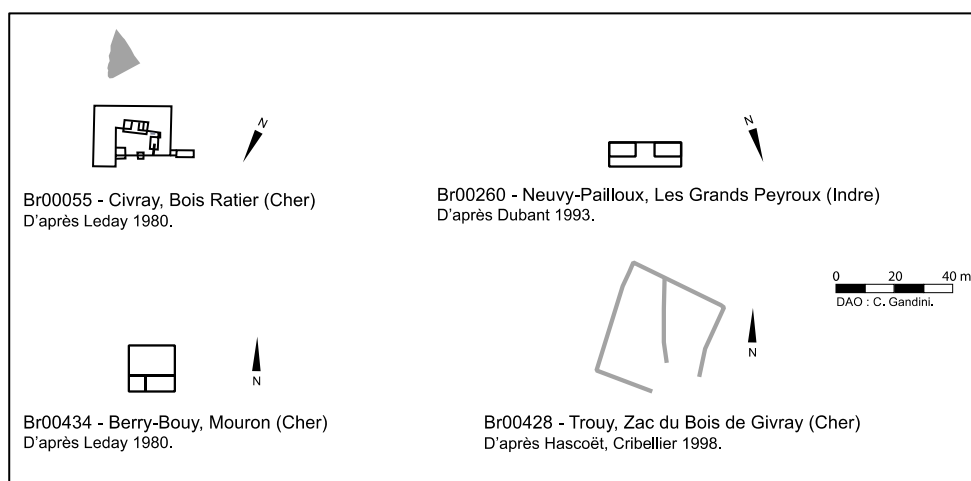 N
Br00055 - Civray, Bois Ratier (Cher)
D'après Leday 1980.
N
Br00260 - Neuvy-Pailloux, Les Grands Peyroux (Indre)
D'après Dubant 1993.
0 20 40 m
DAO : C. Gandini.
N
Br00434 - Berry-Bouy, Mouron (Cher)
D'après Leday 1980.
N
Br00428 - Trouy, Zac du Bois de Givray (Cher)
D'après Hascoët, Cribellier 1998.